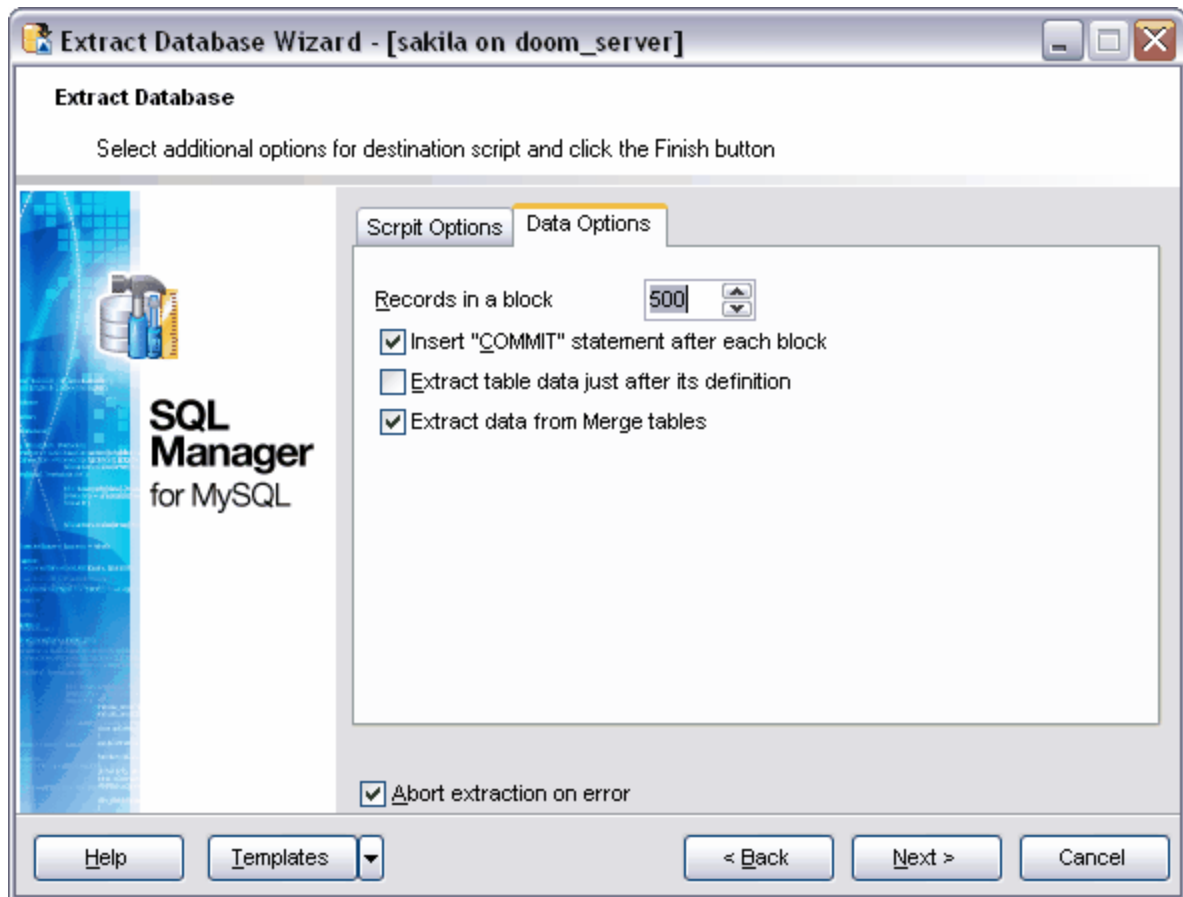 Extract Database Wizard - [sakila on doom_server]
Extract Database
Select additional options for destination script and click the Finish button
Scrpit Options
Data Options
Records in a block
500
Insert "COMMIT" statement after each block
Extract table data just after its definition
Extract data from Merge tables
SQL
Manager
for MySQL
Abort extraction on error
Help
Templates
< Back
Next >
Cancel